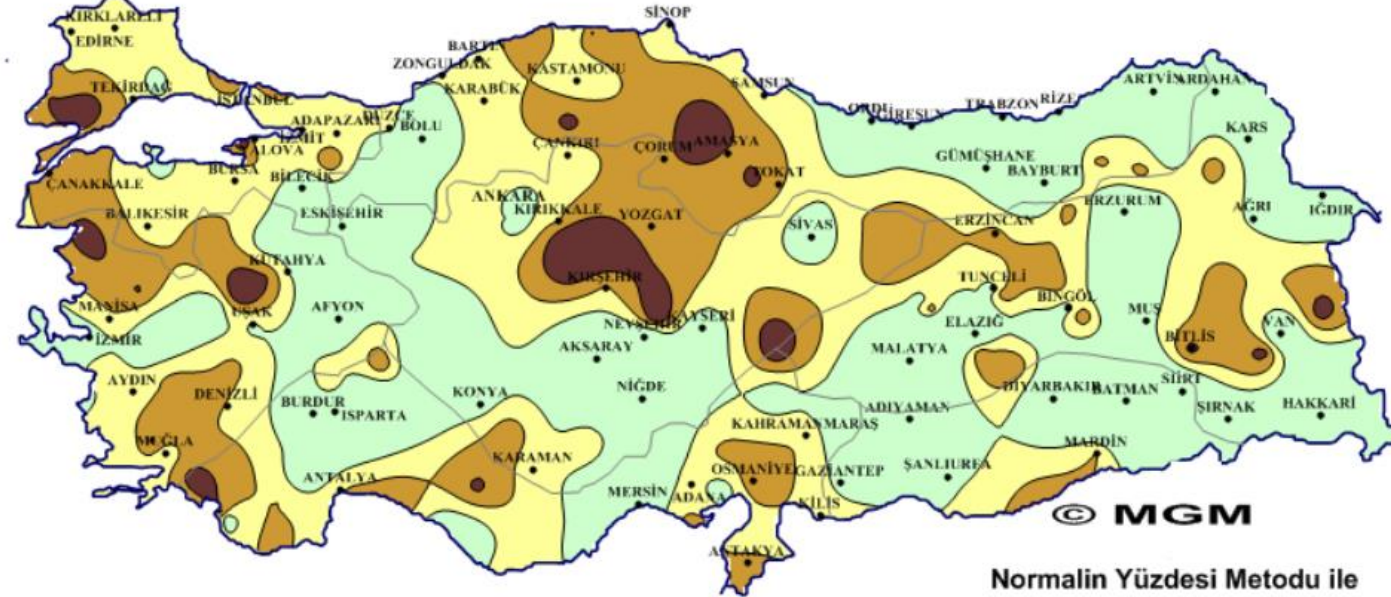 SİNOP
KIRKLARELİ
EDİRNE
BARTIN
ZONGULDAK
KASTAMONU
TEKİRDAĞ
KARABÜK
SAMSUN
ARTVİN ARDAHAN
İSTANBUL
ORDU
GİRESUN
TRABZON
RİZE
ADAPAZARI
DÜZCE
BOLU
İZMİT
KARS
YALOVA
ÇANKIRI
ÇORUM
AMASYA
GÜMÜŞHANE
BAYBURT
BURSA
BİLECİK
ÇANAKKALE
TOKAT
ANKARA
ERZURUM
BALIKESİR
ESKİŞEHİR
KIRIKKALE
YOZGAT
SİVAS
ERZİNCAN
AĞRI
IĞDIR
KÜTAHYA
KIRŞEHİR
TUNCELİ
BİNGÖL
MANİSA
UŞAK
AFYON
NEVŞEHİR
KAYSERİ
ELAZIĞ
MUŞ
VAN
İZMİR
AKSARAY
MALATYA
BİTLİS
AYDIN
DENİZLİ
KONYA
NİĞDE
DİYARBAKIR
BATMAN
SİİRT
BURDUR
ISPARTA
ADIYAMAN
ŞIRNAK
HAKKARİ
KAHRAMANMARAŞ
MUĞLA
MARDİN
KARAMAN
OSMANİYE
GAZİANTEP
ŞANLIURFA
ANTALYA
MERSİN
ADANA
KİLİS
© MGM
ANTAKYA
Normalin Yüzdesi Metodu ile